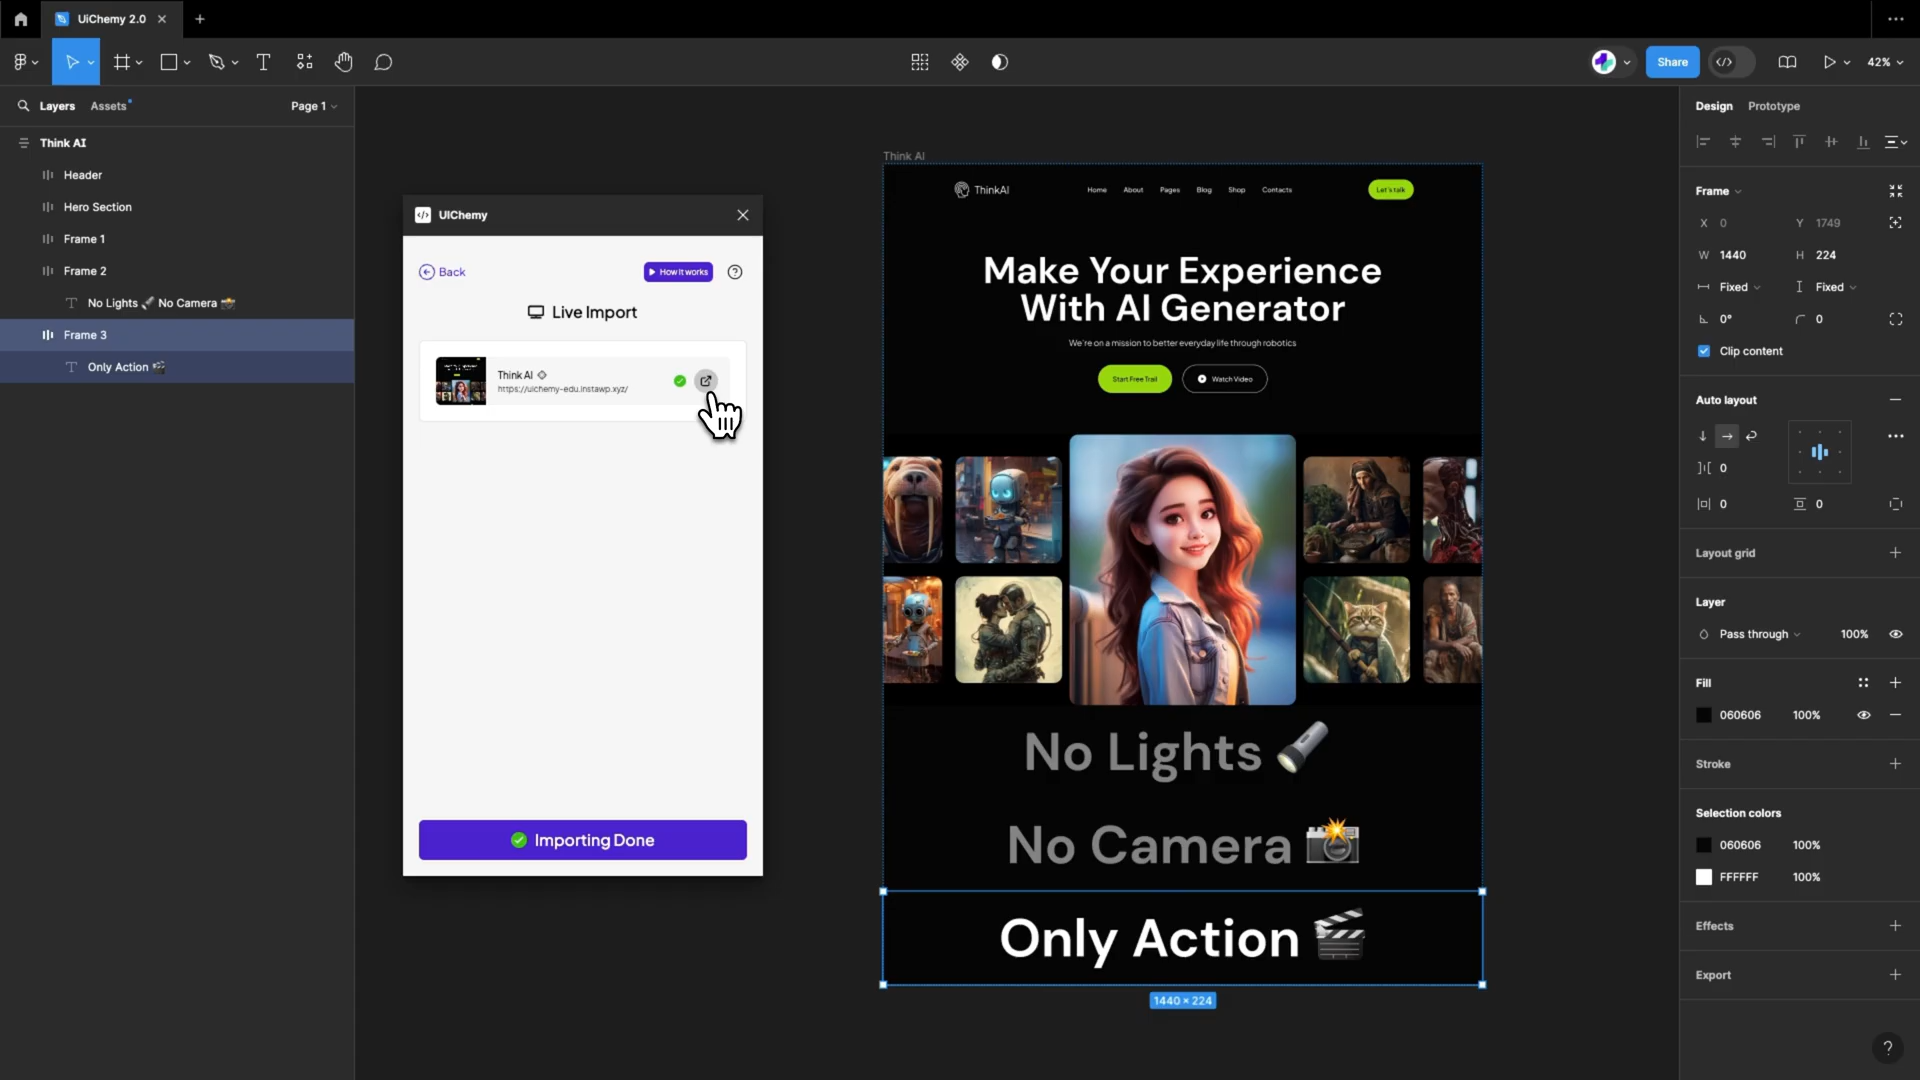 UiChemy 2.0
Share
42%
Layers
Assets
Page 1
Think AI
Header
Hero Section
Frame 1
Frame 2
No Lights 🔦 No Camera 📸
Frame 3
Only Action 🎬
UIChemy
Back
How it works
Live Import
Think AI
https://uichemy-edu.instawp.xyz/
Importing Done
Think AI
ThinkAI
Home
About
Pages
Blog
Shop
Contacts
Let's talk
Make Your Experience
With AI Generator
We're on a mission to better everyday life through robotics
Start Free Trail
Watch Video
No Lights 🔦
No Camera 📸
Only Action 🎬
1440 × 224
Design
Prototype
Frame
X 0
Y 1749
W 1440
H 224
Fixed
Fixed
0°
0
Clip content
Auto layout
0
0
0
Layout grid
Layer
Pass through
100%
Fill
060606
100%
Stroke
Selection colors
060606
100%
FFFFFF
100%
Effects
Export
?